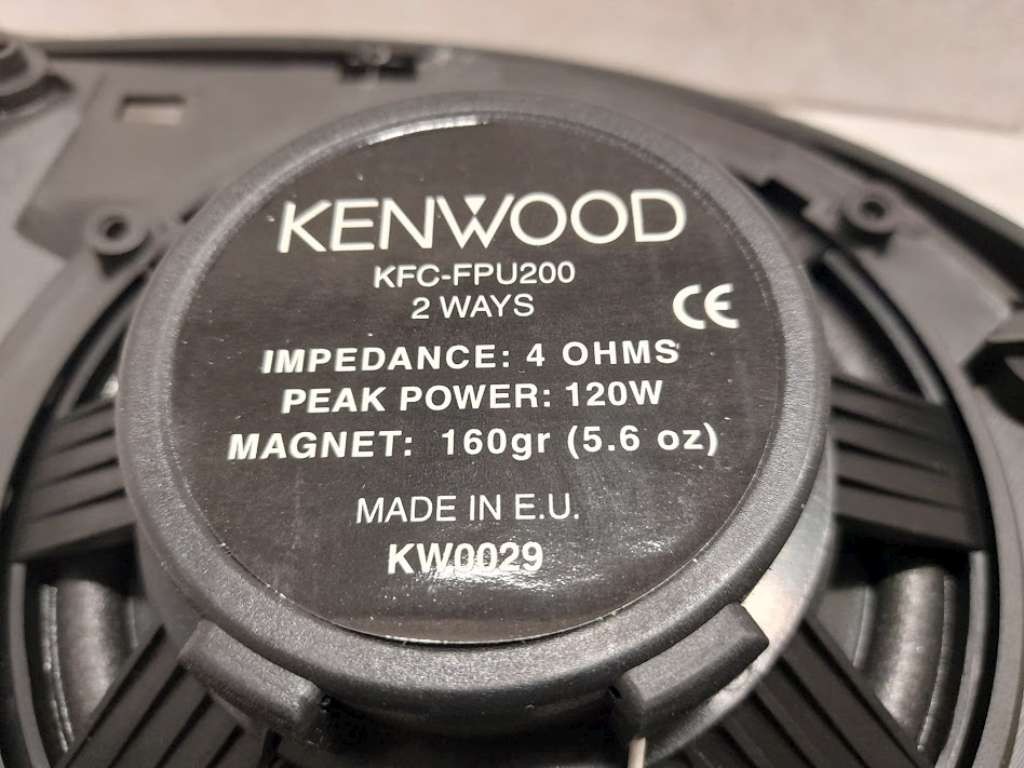 KENWOOD
KFC-FPU200
2 WAYS
CE
IMPEDANCE: 4 OHMS
PEAK POWER: 120W
MAGNET: 160gr (5.6 oz)
MADE IN E.U.
KW0029